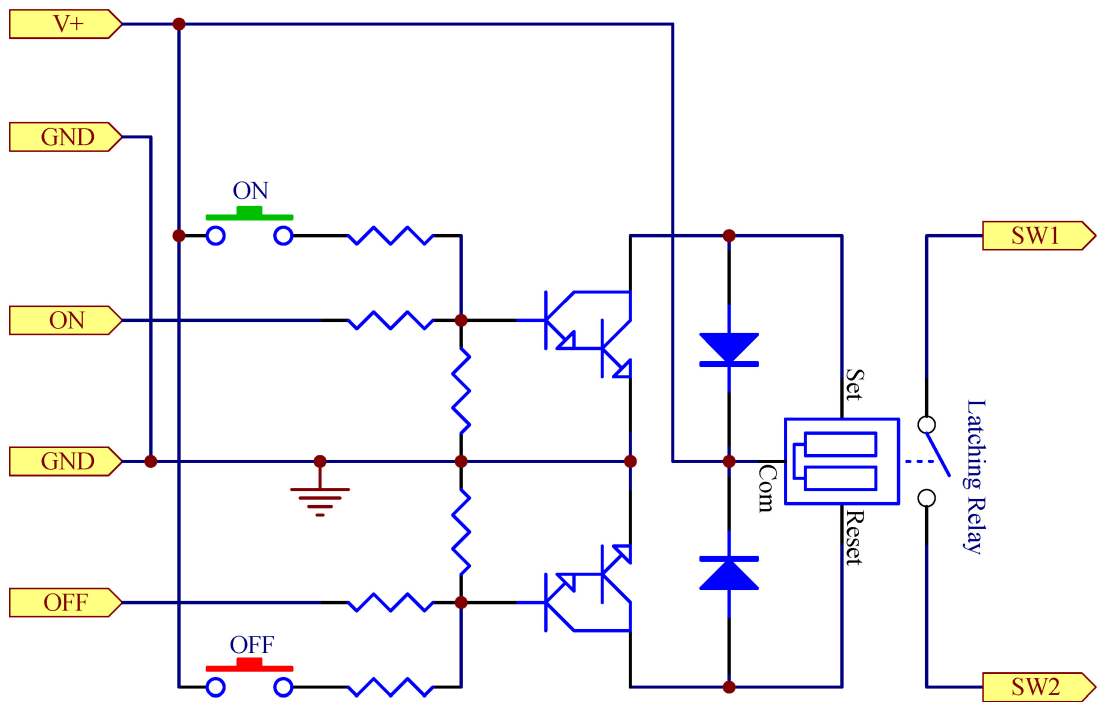 V+
GND
ON
SW1
ON
Set
Latching Relay
GND
Com
Reset
OFF
OFF
SW2